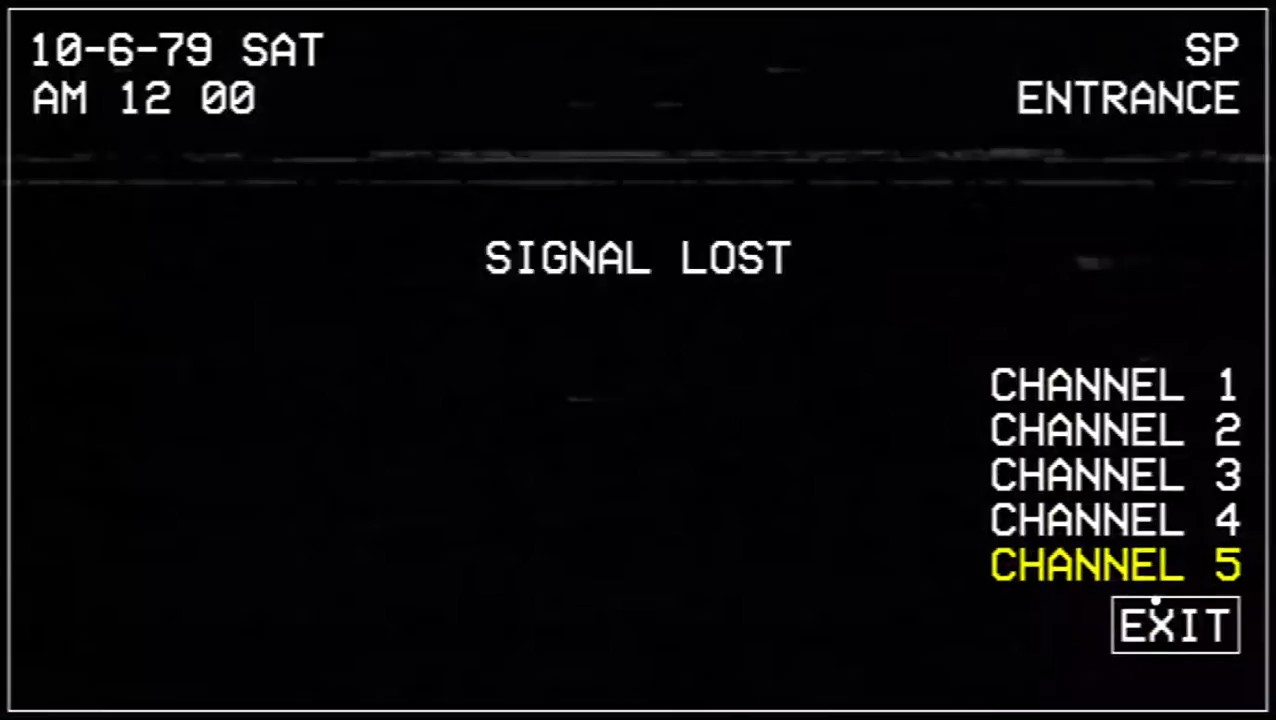 10-6-79 SAT
AM 12 00
SP
ENTRANCE
SIGNAL LOST
CHANNEL 1
CHANNEL 2
CHANNEL 3
CHANNEL 4
CHANNEL 5
EXIT